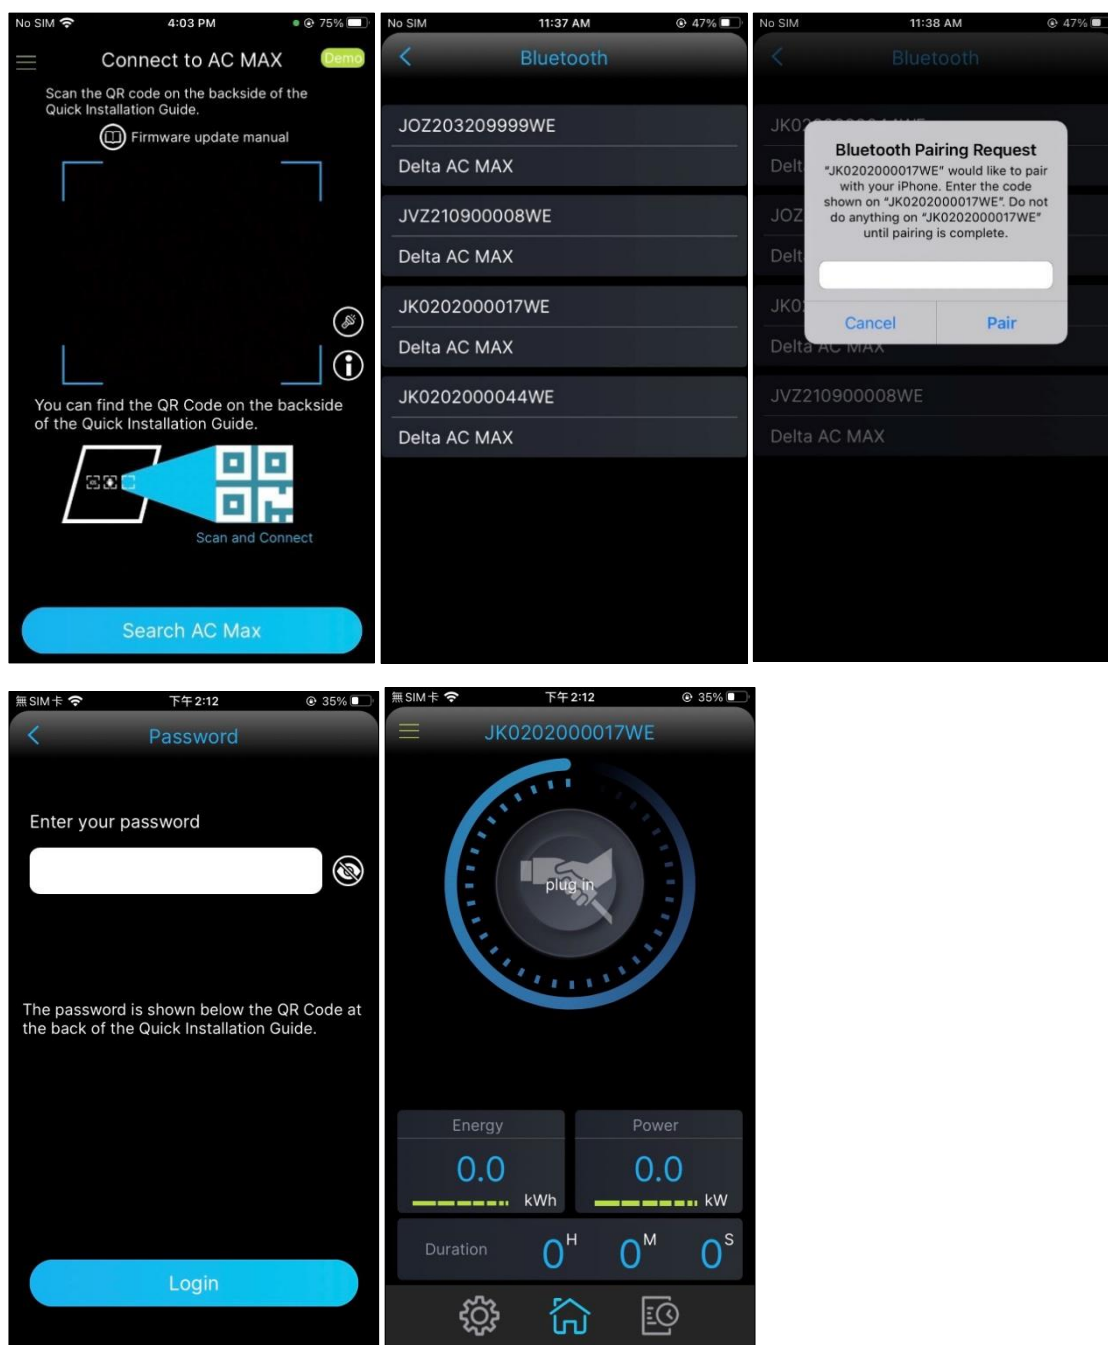 No SIM 4:03 PM 75%
Connect to AC MAX Demo
Scan the QR code on the backside of the
Quick Installation Guide.
Firmware update manual
You can find the QR Code on the backside
of the Quick Installation Guide.
Scan and Connect
Search AC Max
No SIM 11:37 AM 47%
Bluetooth
JOZ203209999WE
Delta AC MAX
JVZ210900008WE
Delta AC MAX
JK0202000017WE
Delta AC MAX
JK0202000044WE
Delta AC MAX
No SIM 11:38 AM 47%
Bluetooth
Bluetooth Pairing Request
"JK0202000017WE" would like to pair
with your iPhone. Enter the code
shown on "JK0202000017WE". Do not
do anything on "JK0202000017WE"
until pairing is complete.
Cancel Pair
JK02
Delt
JOZ
Delt
JK0
Delta AC MAX
JVZ210900008WE
Delta AC MAX
無SIM卡 下午2:12 35%
Password
Enter your password
The password is shown below the QR Code at
the back of the Quick Installation Guide.
Login
無SIM卡 下午2:12 35%
JK0202000017WE
plug in
Energy Power
0.0 kWh 0.0 kW
Duration 0H 0M 0S